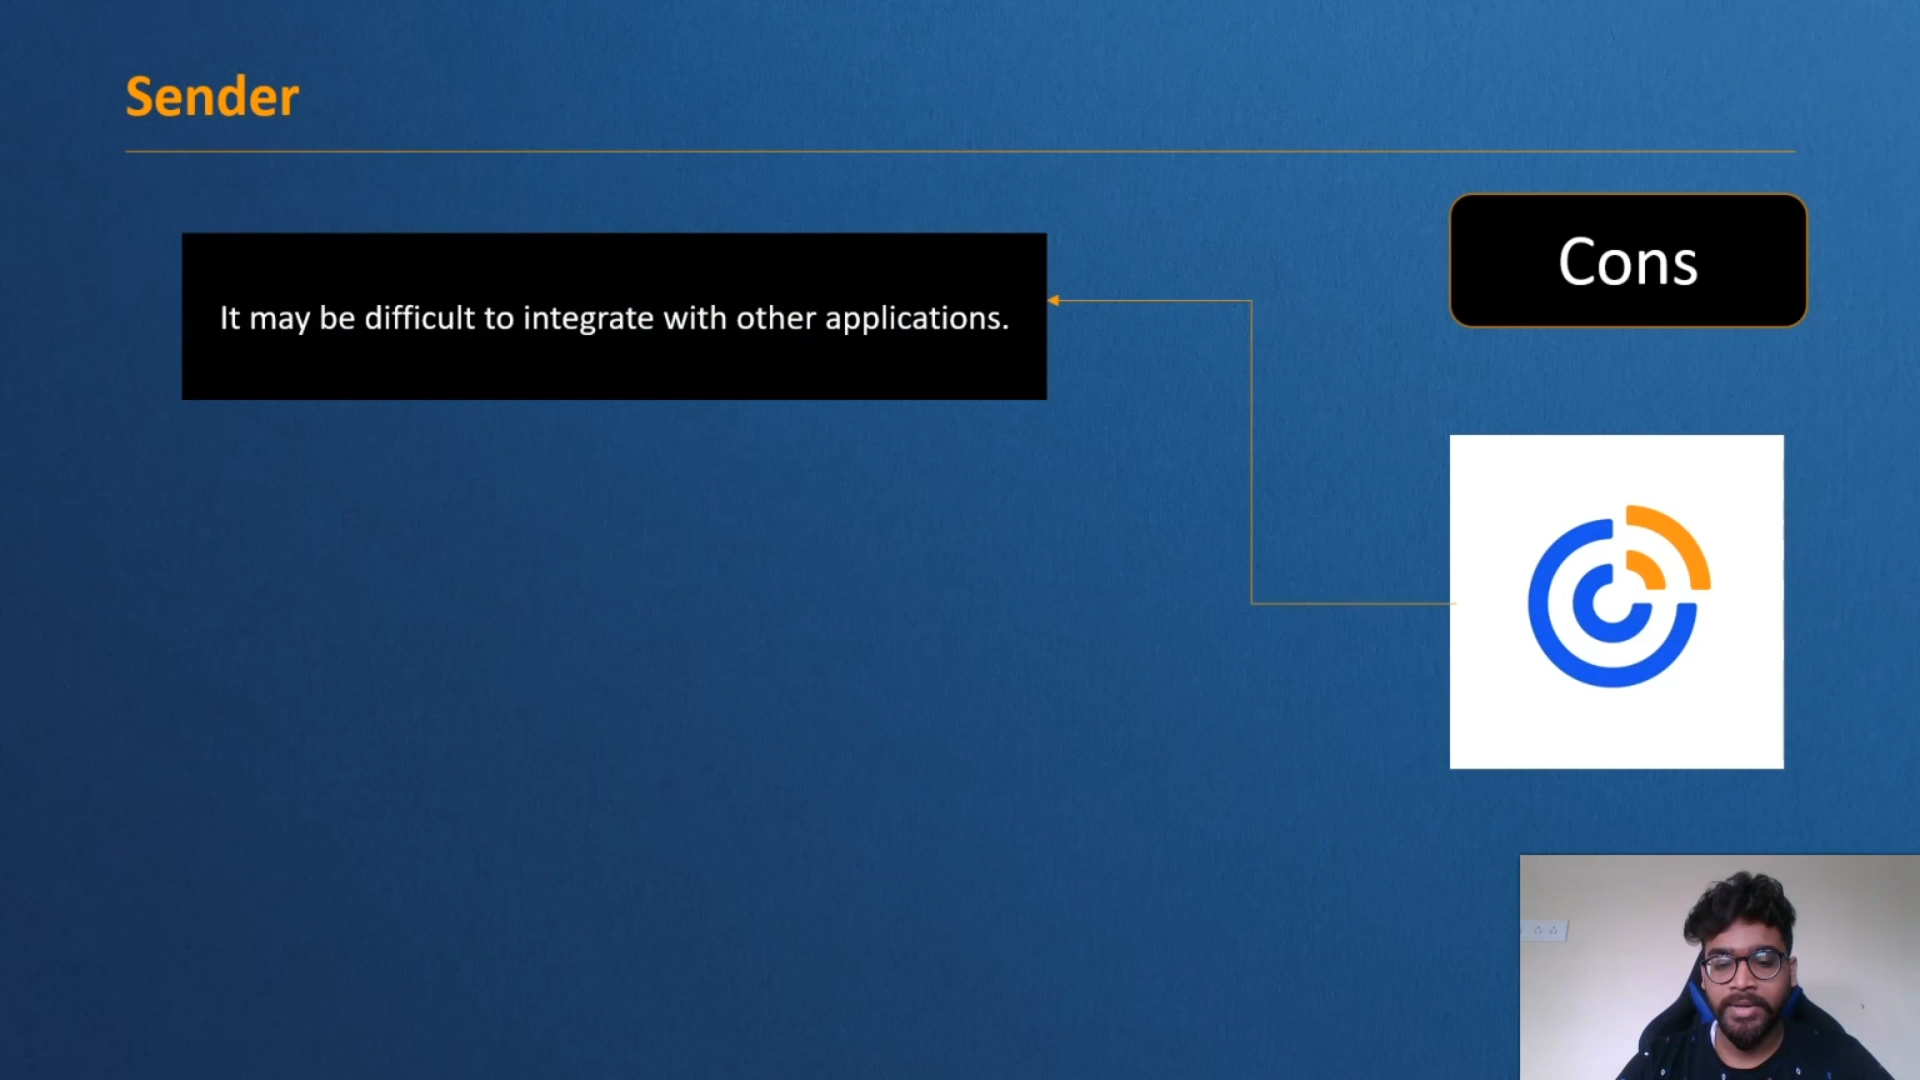 Sender
Cons
It may be difficult to integrate with other applications.